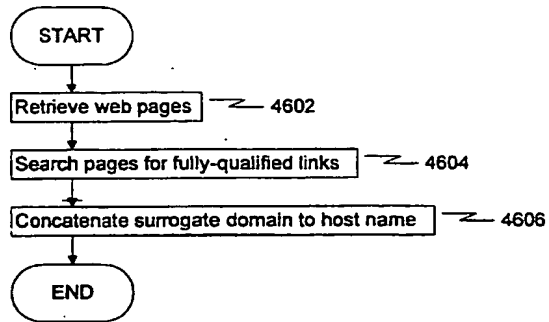 START
Retrieve web pages 4602
Search pages for fully-qualified links 4604
Concatenate surrogate domain to host name 4606
END